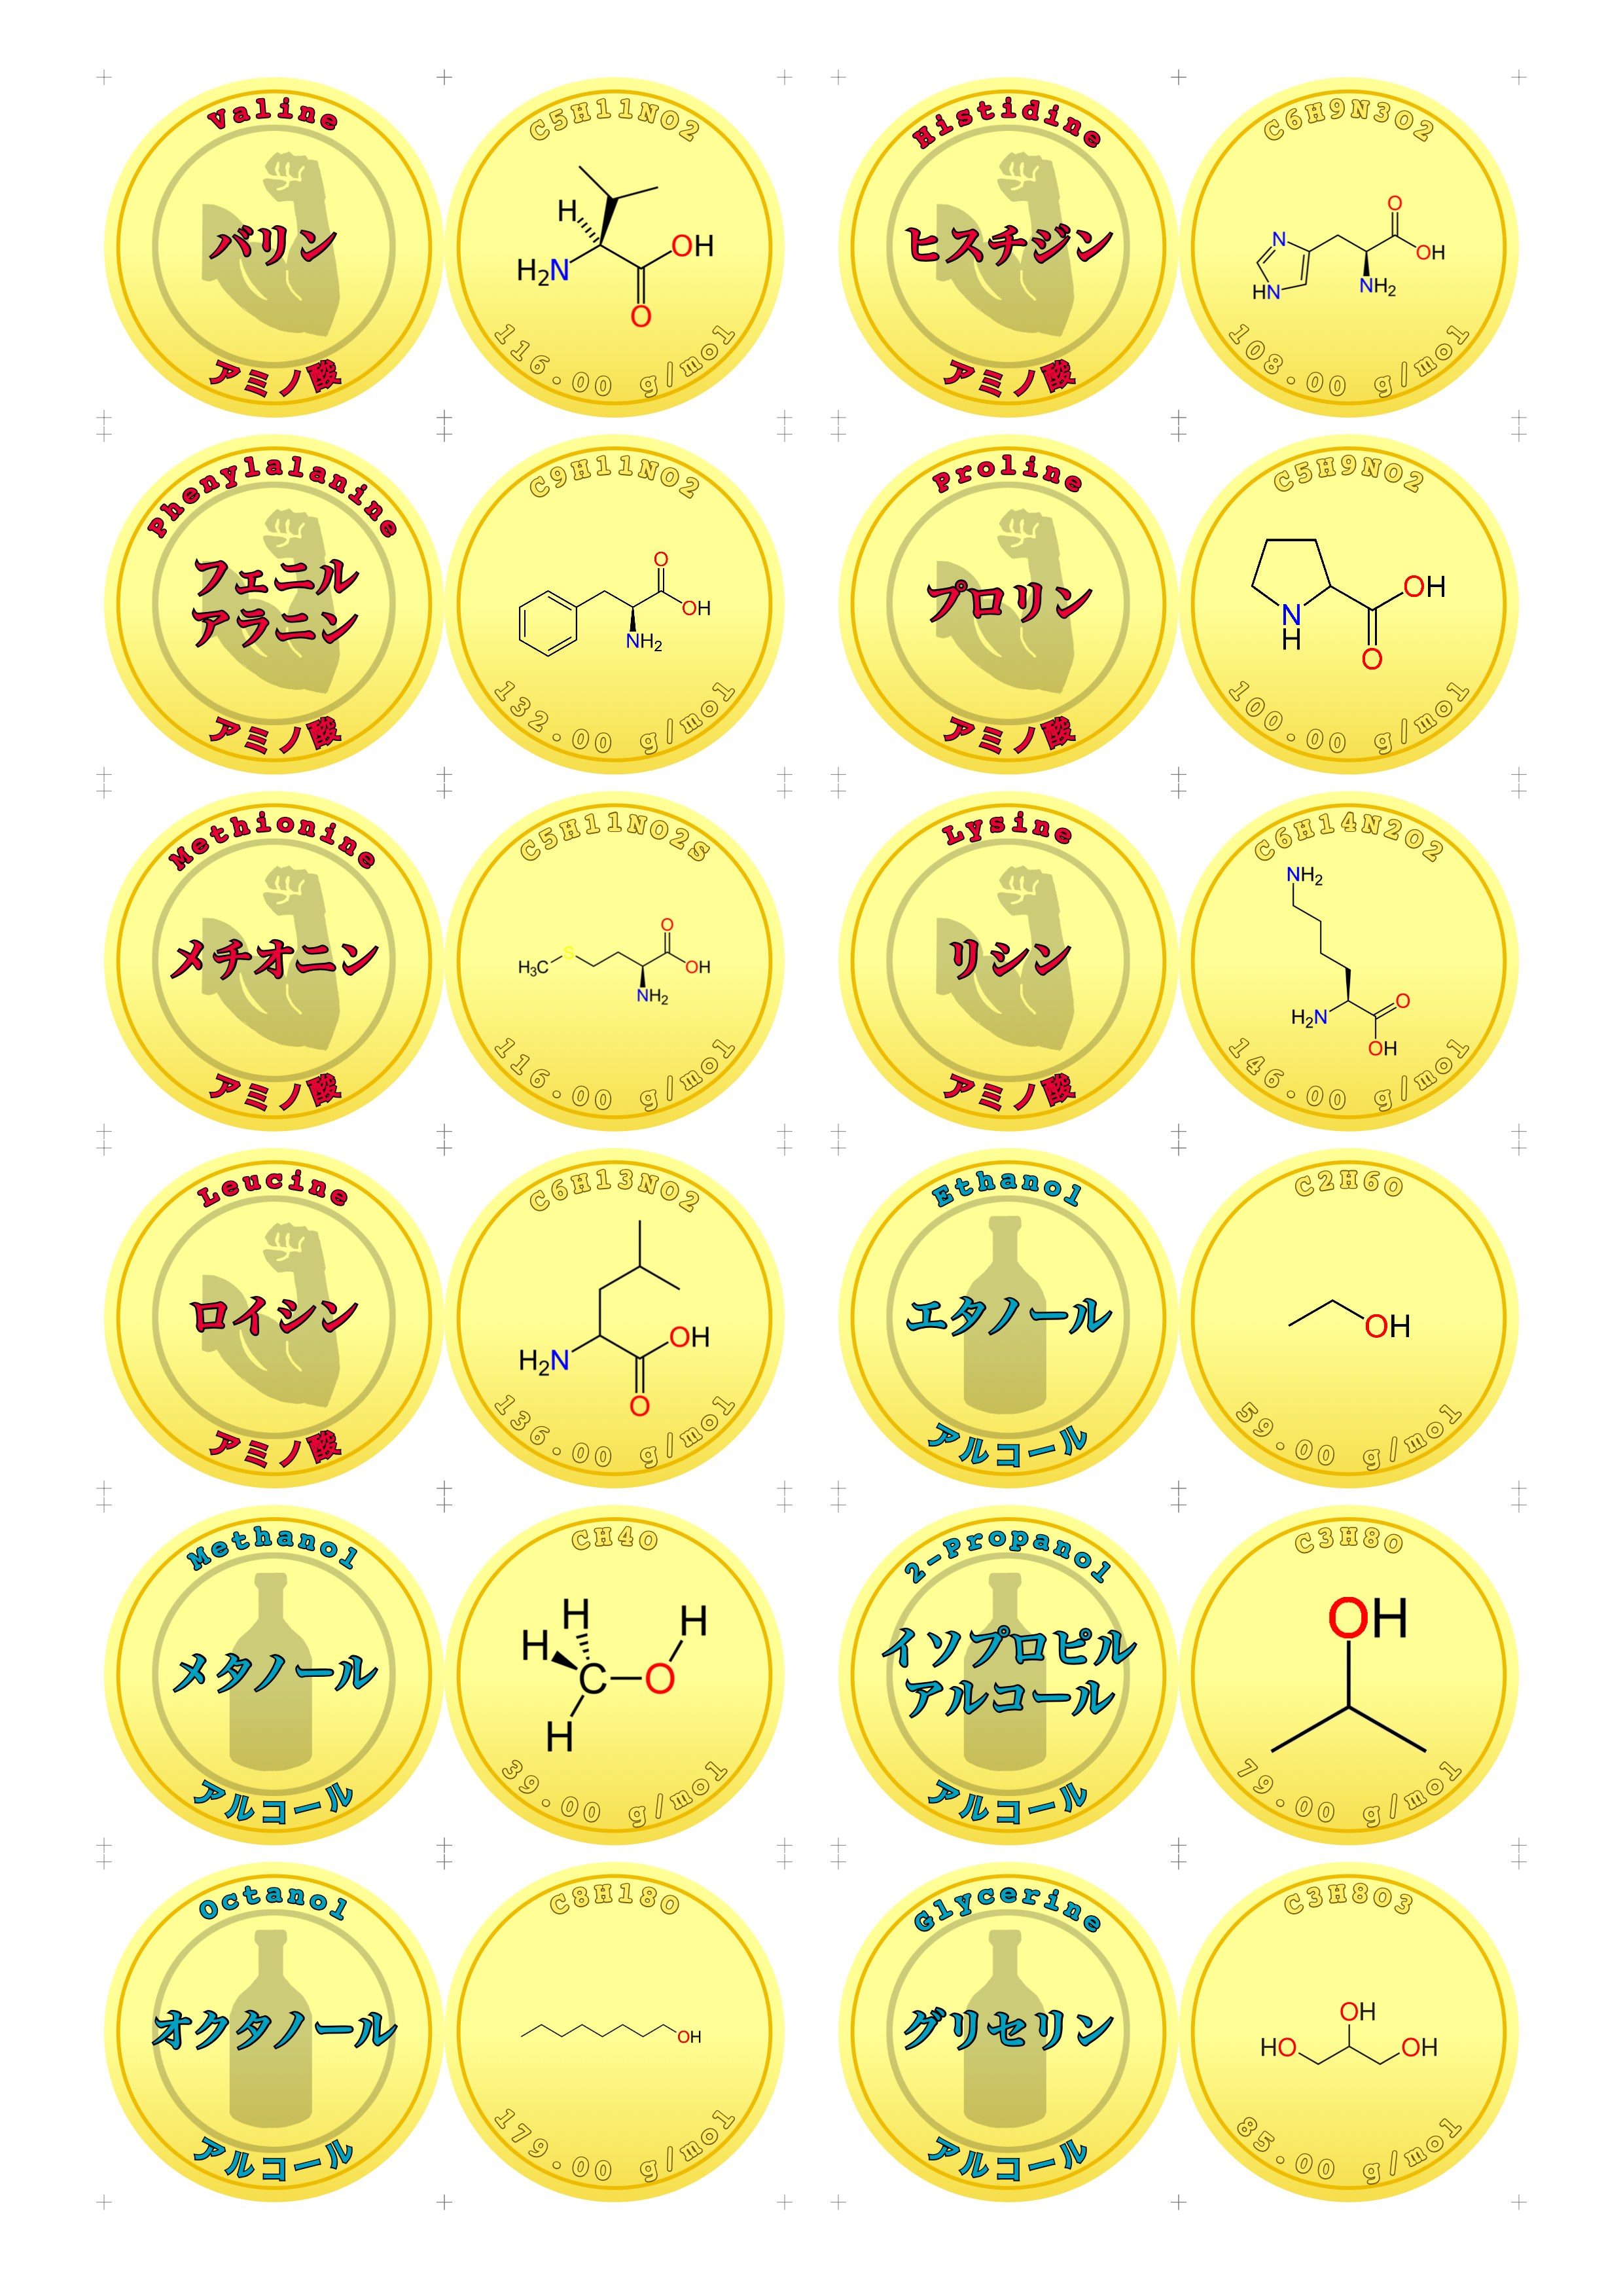 Valine
バリン
アミノ酸
C5H11NO2
H
H2N
OH
O
116.00 g/mol
Histidine
ヒスチジン
アミノ酸
C6H9N3O2
O
N
OH
HN
NH2
108.00 g/mol
Phenylalanine
フェニル
アラニン
アミノ酸
C9H11NO2
O
OH
NH2
132.00 g/mol
Proline
プロリン
アミノ酸
C5H9NO2
OH
N
H
O
100.00 g/mol
Methionine
メチオニン
アミノ酸
C5H11NO2S
O
S
H3C
OH
NH2
116.00 g/mol
Lysine
リシン
アミノ酸
C6H14N2O2
NH2
O
H2N
OH
146.00 g/mol
Leucine
ロイシン
アミノ酸
C6H13NO2
OH
H2N
O
136.00 g/mol
Ethanol
エタノール
アルコール
C2H6O
OH
59.00 g/mol
Methanol
メタノール
アルコール
CH4O
H
H
H
C
O
H
39.00 g/mol
2-Propanol
イソプロピル
アルコール
アルコール
C3H8O
OH
79.00 g/mol
Octanol
オクタノール
アルコール
C8H18O
OH
179.00 g/mol
Glycerine
グリセリン
アルコール
C3H8O3
OH
HO
OH
85.00 g/mol